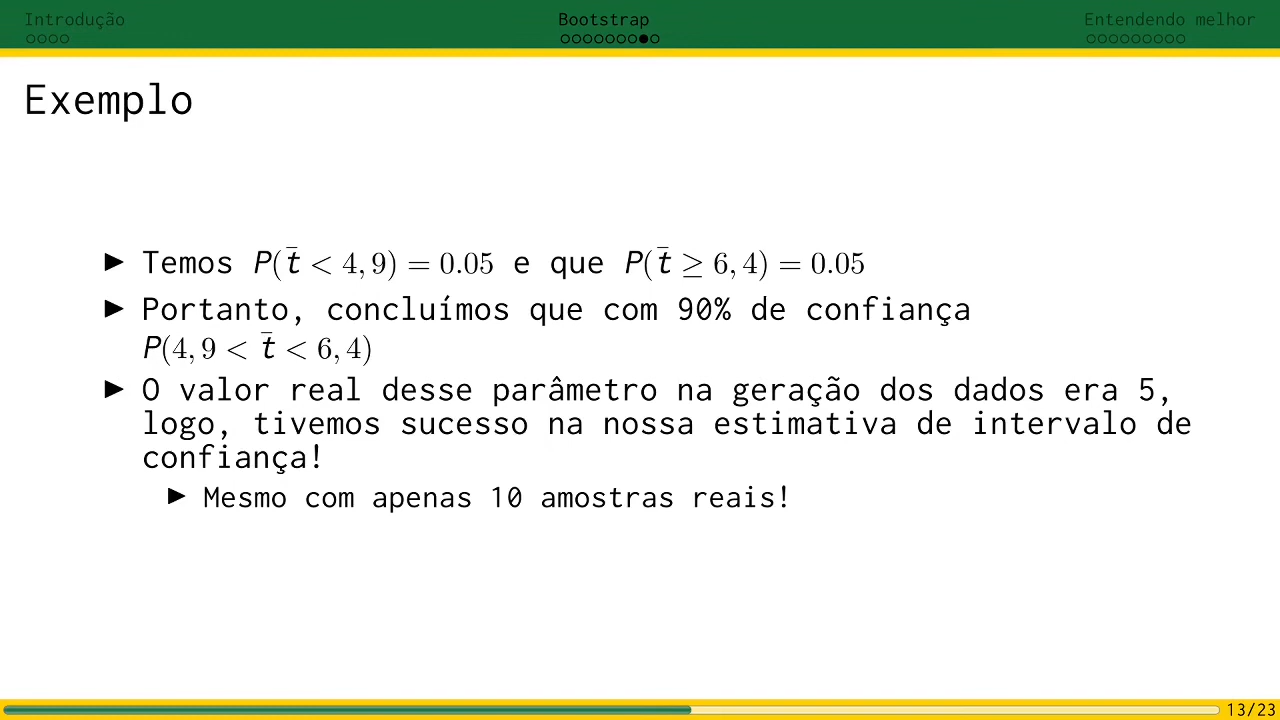 Introdução Bootstrap Entendendo melhor
Exemplo
▶ Temos P(t̄ < 4, 9) = 0.05 e que P(t̄ ≥ 6, 4) = 0.05
▶ Portanto, concluímos que com 90% de confiança
P(4, 9 < t̄ < 6, 4)
▶ O valor real desse parâmetro na geração dos dados era 5,
logo, tivemos sucesso na nossa estimativa de intervalo de
confiança!
▶ Mesmo com apenas 10 amostras reais!
13/23